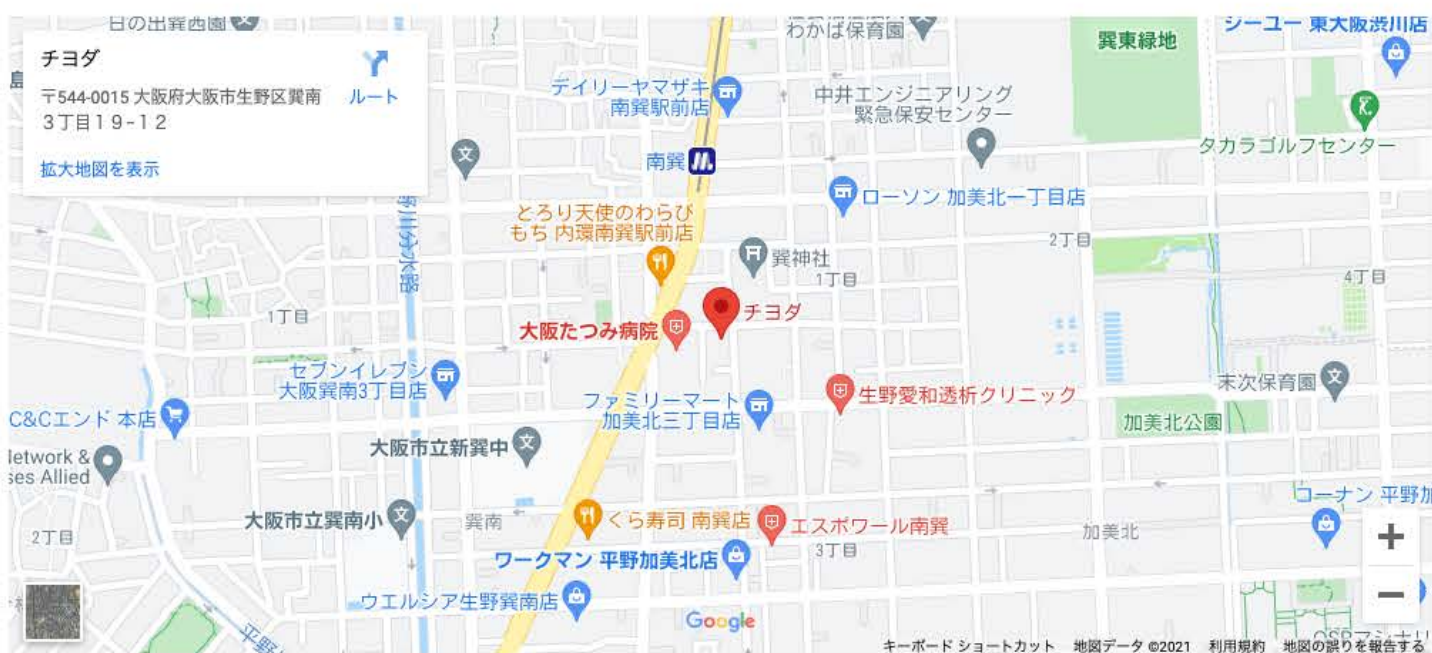 日の出巽西園
わかば保育園
ジーユー 東大阪渋川店
チヨダ
〒544-0015 大阪府大阪市生野区巽南
3丁目19-12
ルート
拡大地図を表示
巽東緑地
デイリーヤマザキ
南巽駅前店
中井エンジニアリング
緊急保安センター
タカラゴルフセンター
南巽
ローソン 加美北一丁目店
とろり天使のわらび
もち 内環南巽駅前店
2丁目
巽神社
1丁目
4丁目
チヨダ
1丁目
大阪たつみ病院
セブンイレブン
大阪巽南3丁目店
末次保育園
生野愛和透析クリニック
ファミリーマート
加美北三丁目店
C&Cエンド 本店
加美北公園
大阪市立新巽中
Network &
ses Allied
コーナン 平野加
大阪市立巽南小
巽南
くら寿司 南巽店
エスポワール南巽
加美北
2丁目
3丁目
ワークマン 平野加美北店
ウエルシア生野巽南店
Google
キーボード ショートカット 地図データ ©2021 利用規約 地図の誤りを報告する